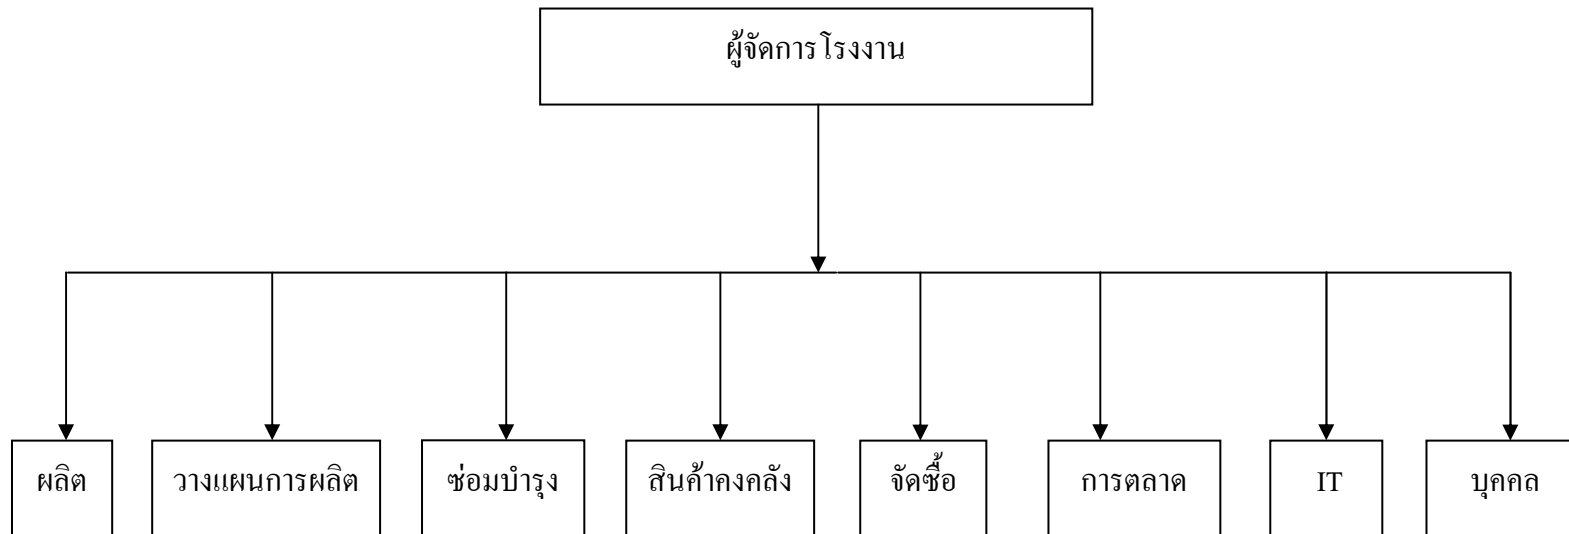 ผู้จัดการโรงงาน
ผลิต
วางแผนการผลิต
ซ่อมบำรุง
สินค้าคงคลัง
จัดซื้อ
การตลาด
IT
บุคคล